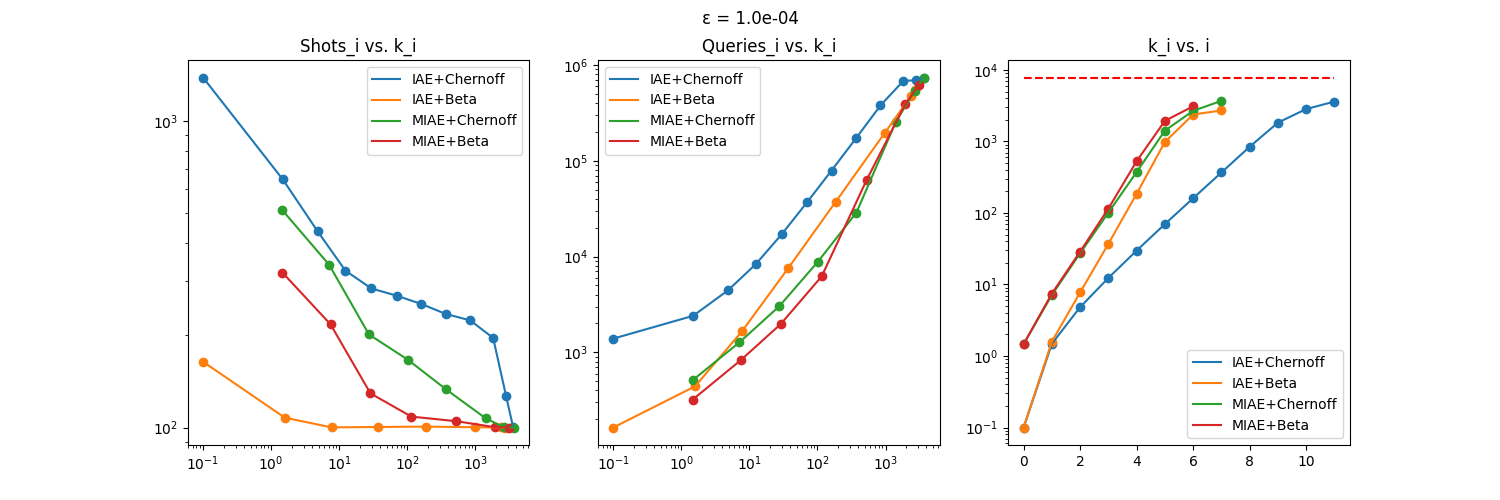 ε = 1.0e-04
Shots_i vs. k_i
IAE+Chernoff
IAE+Beta
MIAE+Chernoff
MIAE+Beta
10³
10²
10⁻¹ 10⁰ 10¹ 10² 10³
Queries_i vs. k_i
IAE+Chernoff
IAE+Beta
MIAE+Chernoff
MIAE+Beta
10⁶
10⁵
10⁴
10³
10⁻¹ 10⁰ 10¹ 10² 10³
k_i vs. i
10⁴
10³
10²
10¹
10⁰
10⁻¹
IAE+Chernoff
IAE+Beta
MIAE+Chernoff
MIAE+Beta
0 2 4 6 8 10